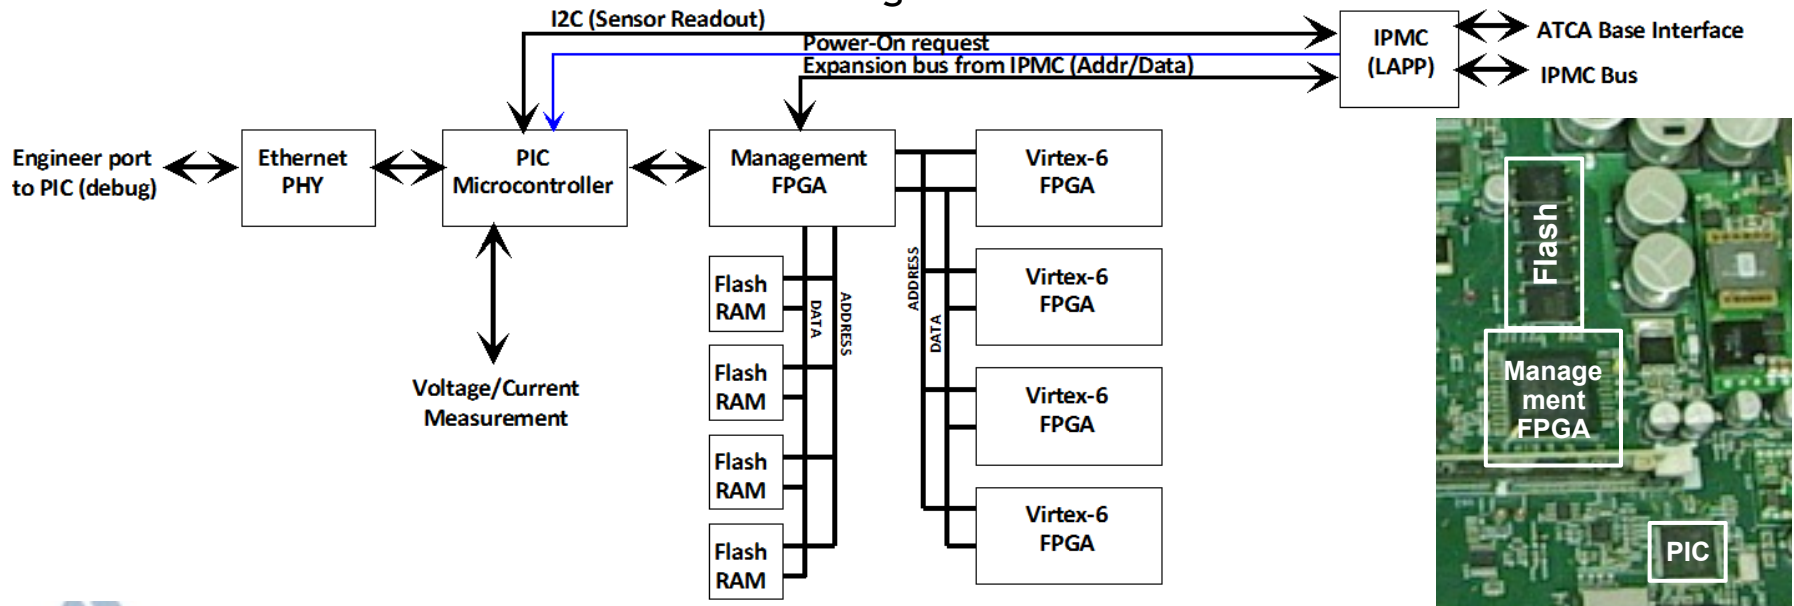 I2C (Sensor Readout)
Power-On request
Expansion bus from IPMC (Addr/Data)
IPMC
(LAPP)
ATCA Base Interface
IPMC Bus
Engineer port
to PIC (debug)
Ethernet
PHY
PIC
Microcontroller
Management
FPGA
Virtex-6
FPGA
Flash
RAM
DATA
ADDRESS
ADDRESS
DATA
Virtex-6
FPGA
Flash
RAM
Virtex-6
FPGA
Flash
RAM
Virtex-6
FPGA
Flash
RAM
Voltage/Current
Measurement
Flash
Manage
ment
FPGA
PIC